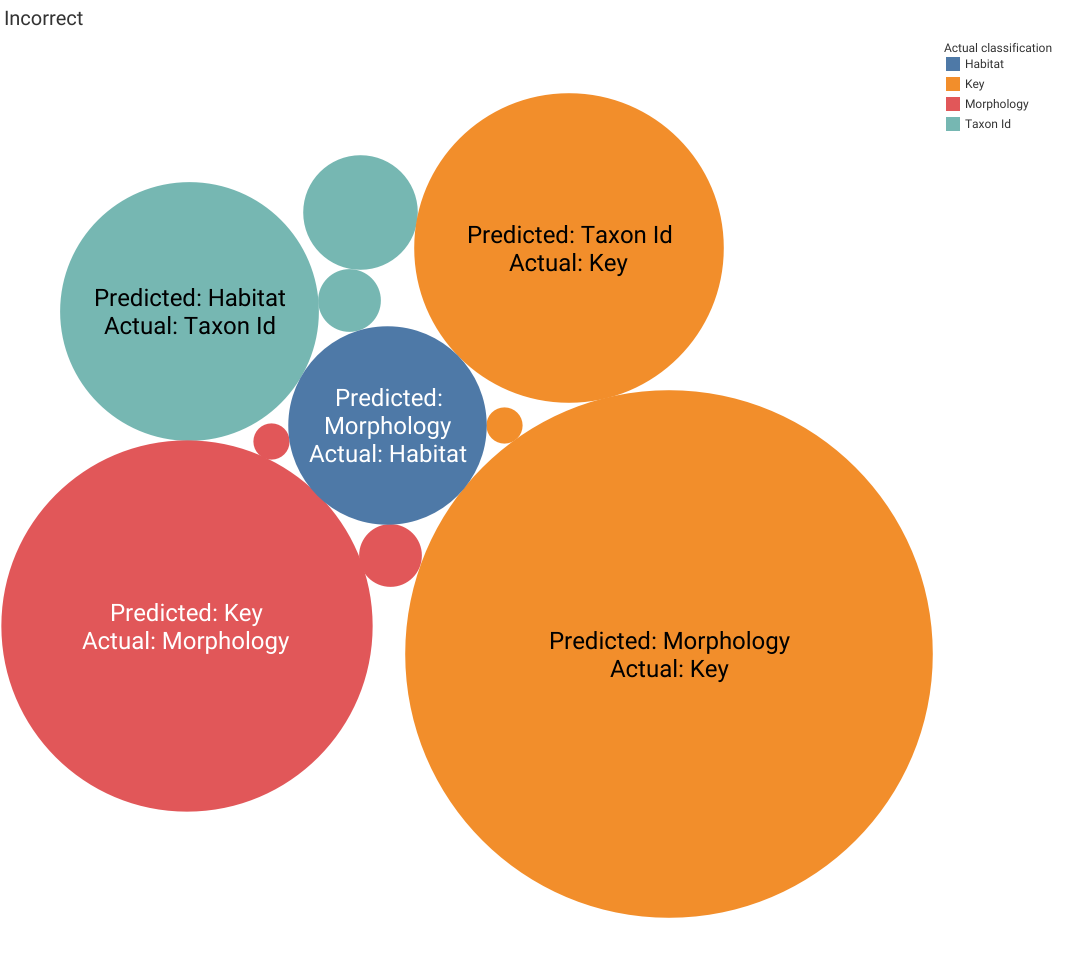 Incorrect
Actual classification
Habitat
Key
Morphology
Taxon Id
Predicted: Taxon Id
Actual: Key
Predicted: Habitat
Actual: Taxon Id
Predicted:
Morphology
Actual: Habitat
Predicted: Key
Actual: Morphology
Predicted: Morphology
Actual: Key